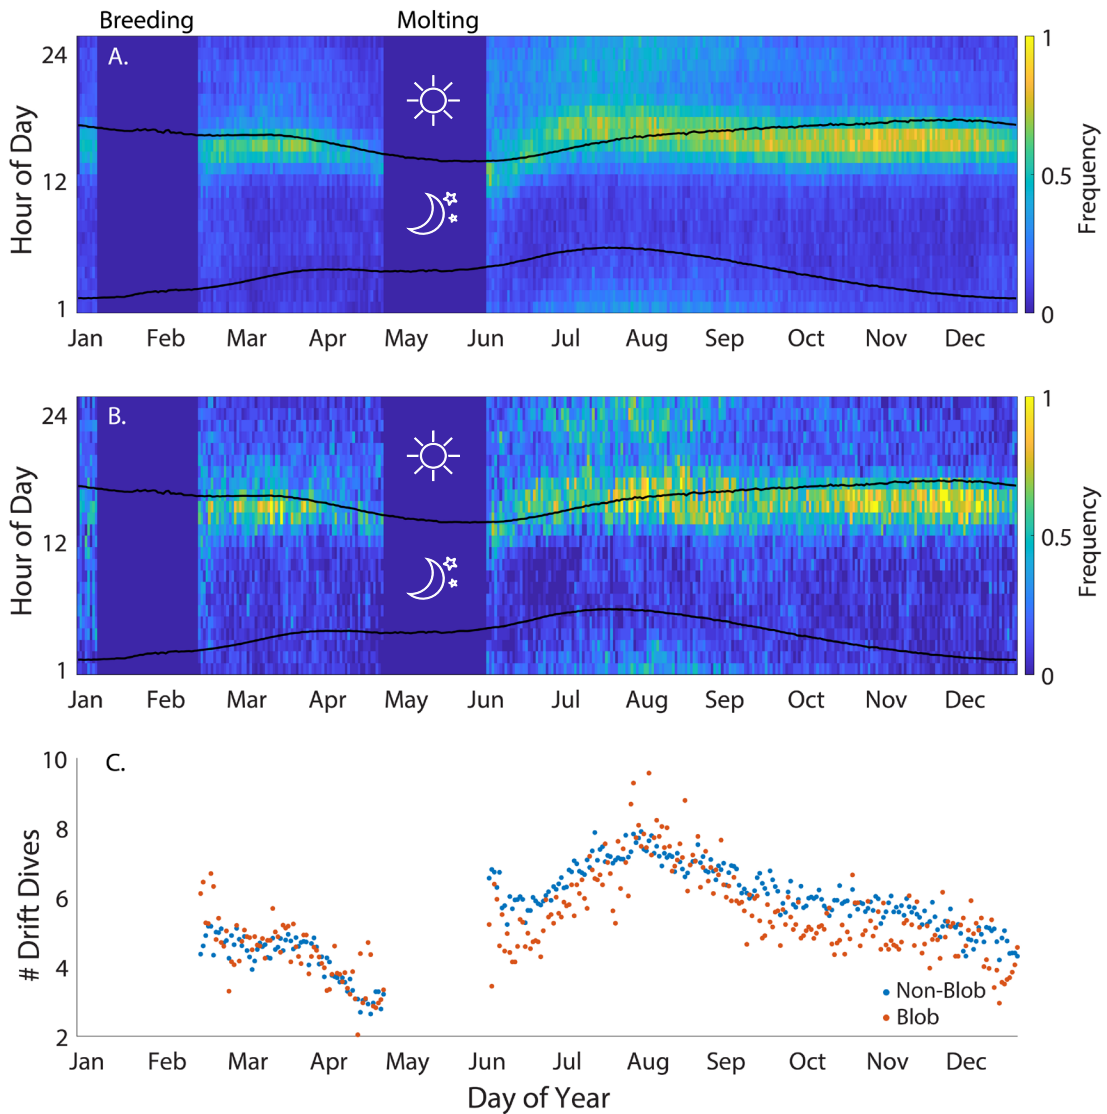 Breeding Molting
A.
24
12
1
Hour of Day
1
0.5
0
Frequency
Jan Feb Mar Apr May Jun Jul Aug Sep Oct Nov Dec
B.
24
12
1
Hour of Day
1
0.5
0
Frequency
Jan Feb Mar Apr May Jun Jul Aug Sep Oct Nov Dec
C.
10
8
6
4
2
# Drift Dives
Non-Blob
Blob
Jan Feb Mar Apr May Jun Jul Aug Sep Oct Nov Dec
Day of Year